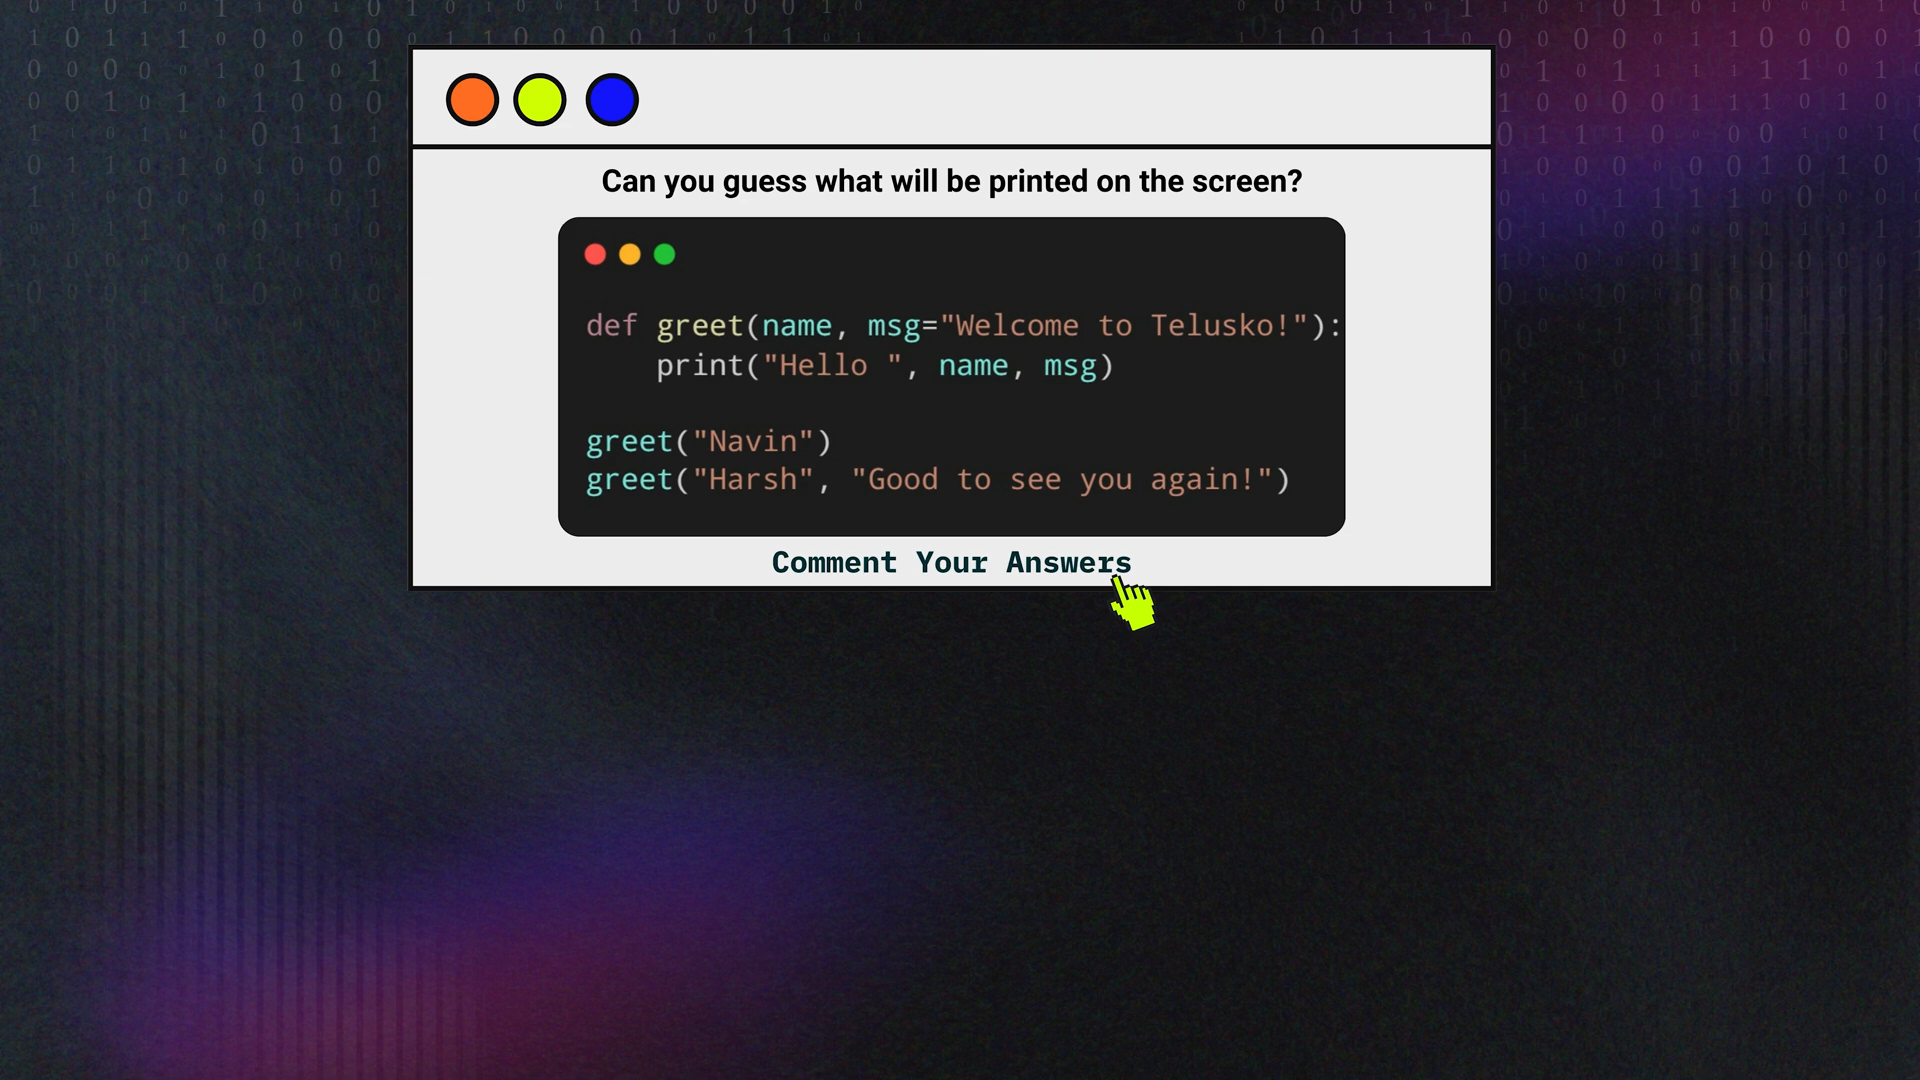 Can you guess what will be printed on the screen?
def greet(name, msg="Welcome to Telusko!"):
    print("Hello ", name, msg)
greet("Navin")
greet("Harsh", "Good to see you again!")
Comment Your Answers